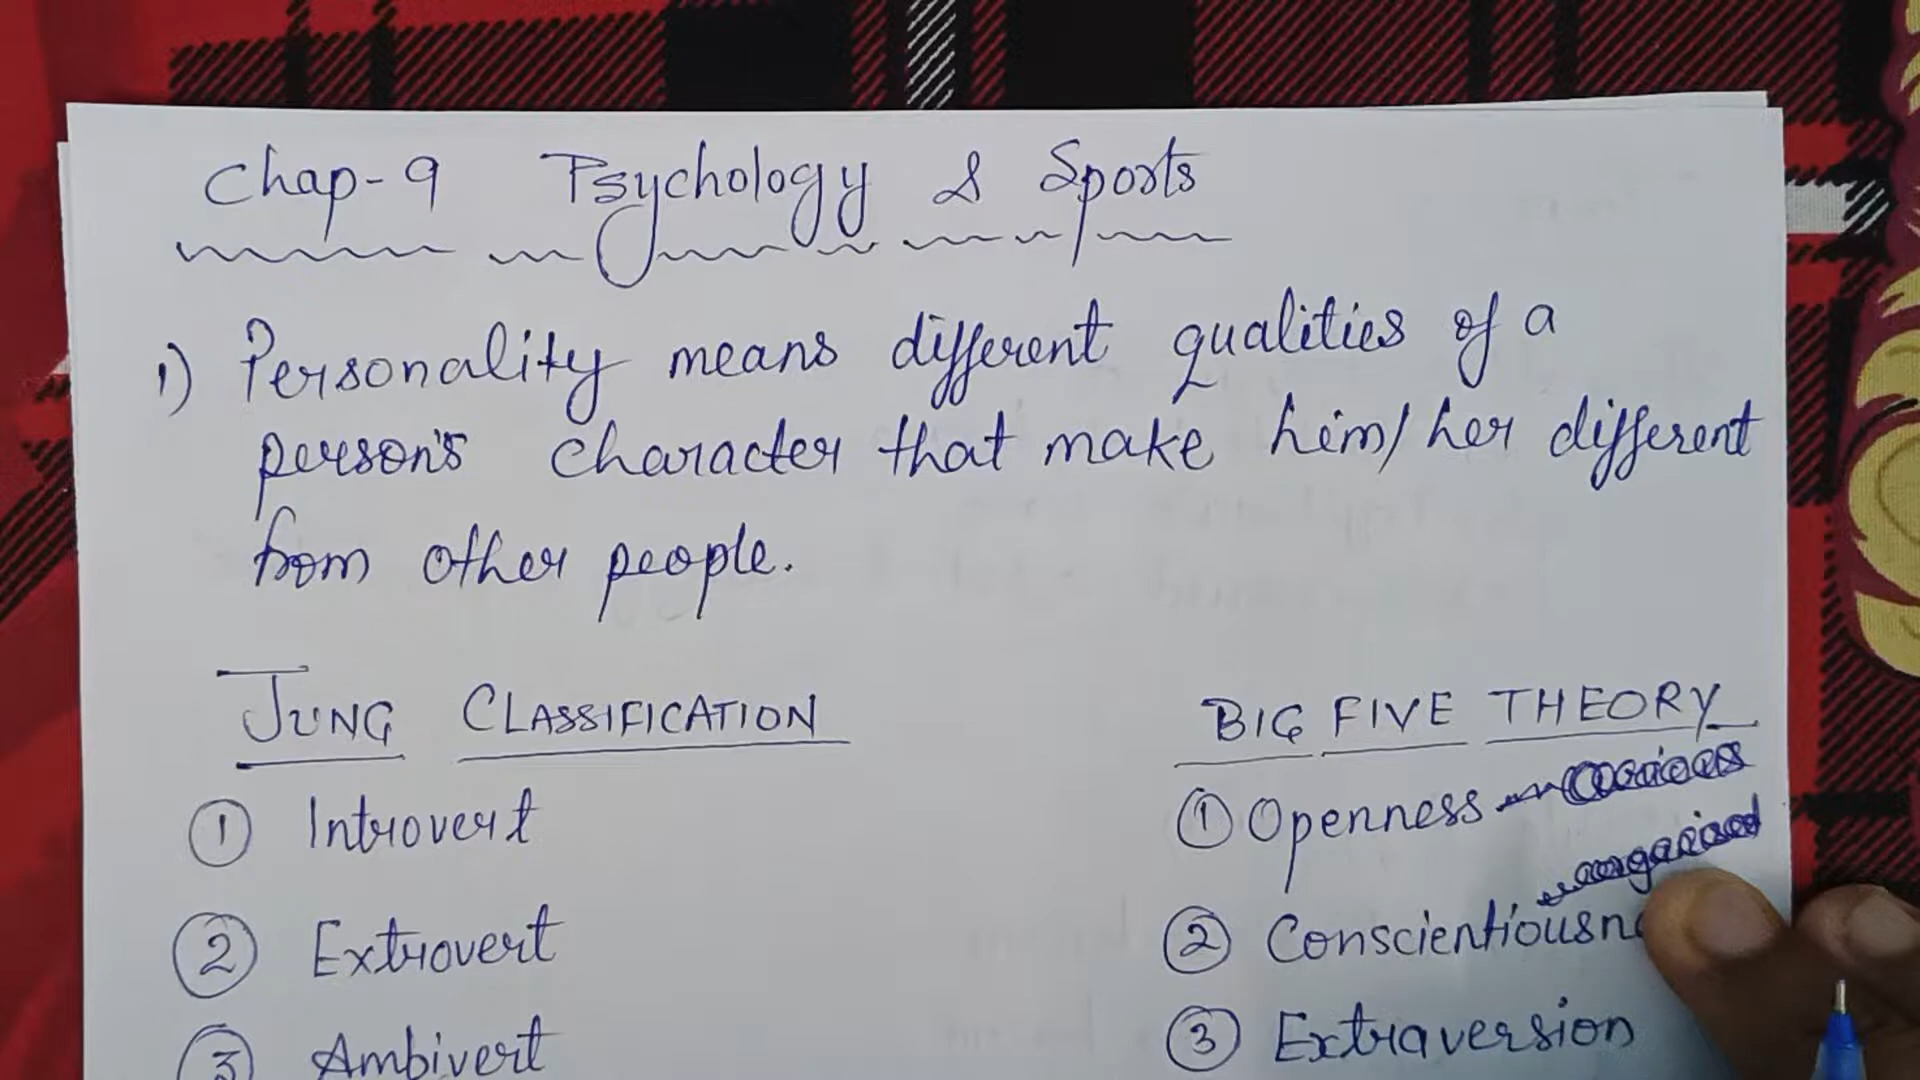 Chap-9 Psychology & Sports
1) Personality means different qualities of a
person's character that make him/her different
from other people.
JUNG CLASSIFICATION
① Introvert
② Extrovert
③ Ambivert
BIG FIVE THEORY
① Openness
organised
② Conscientiousn
③ Extraversion